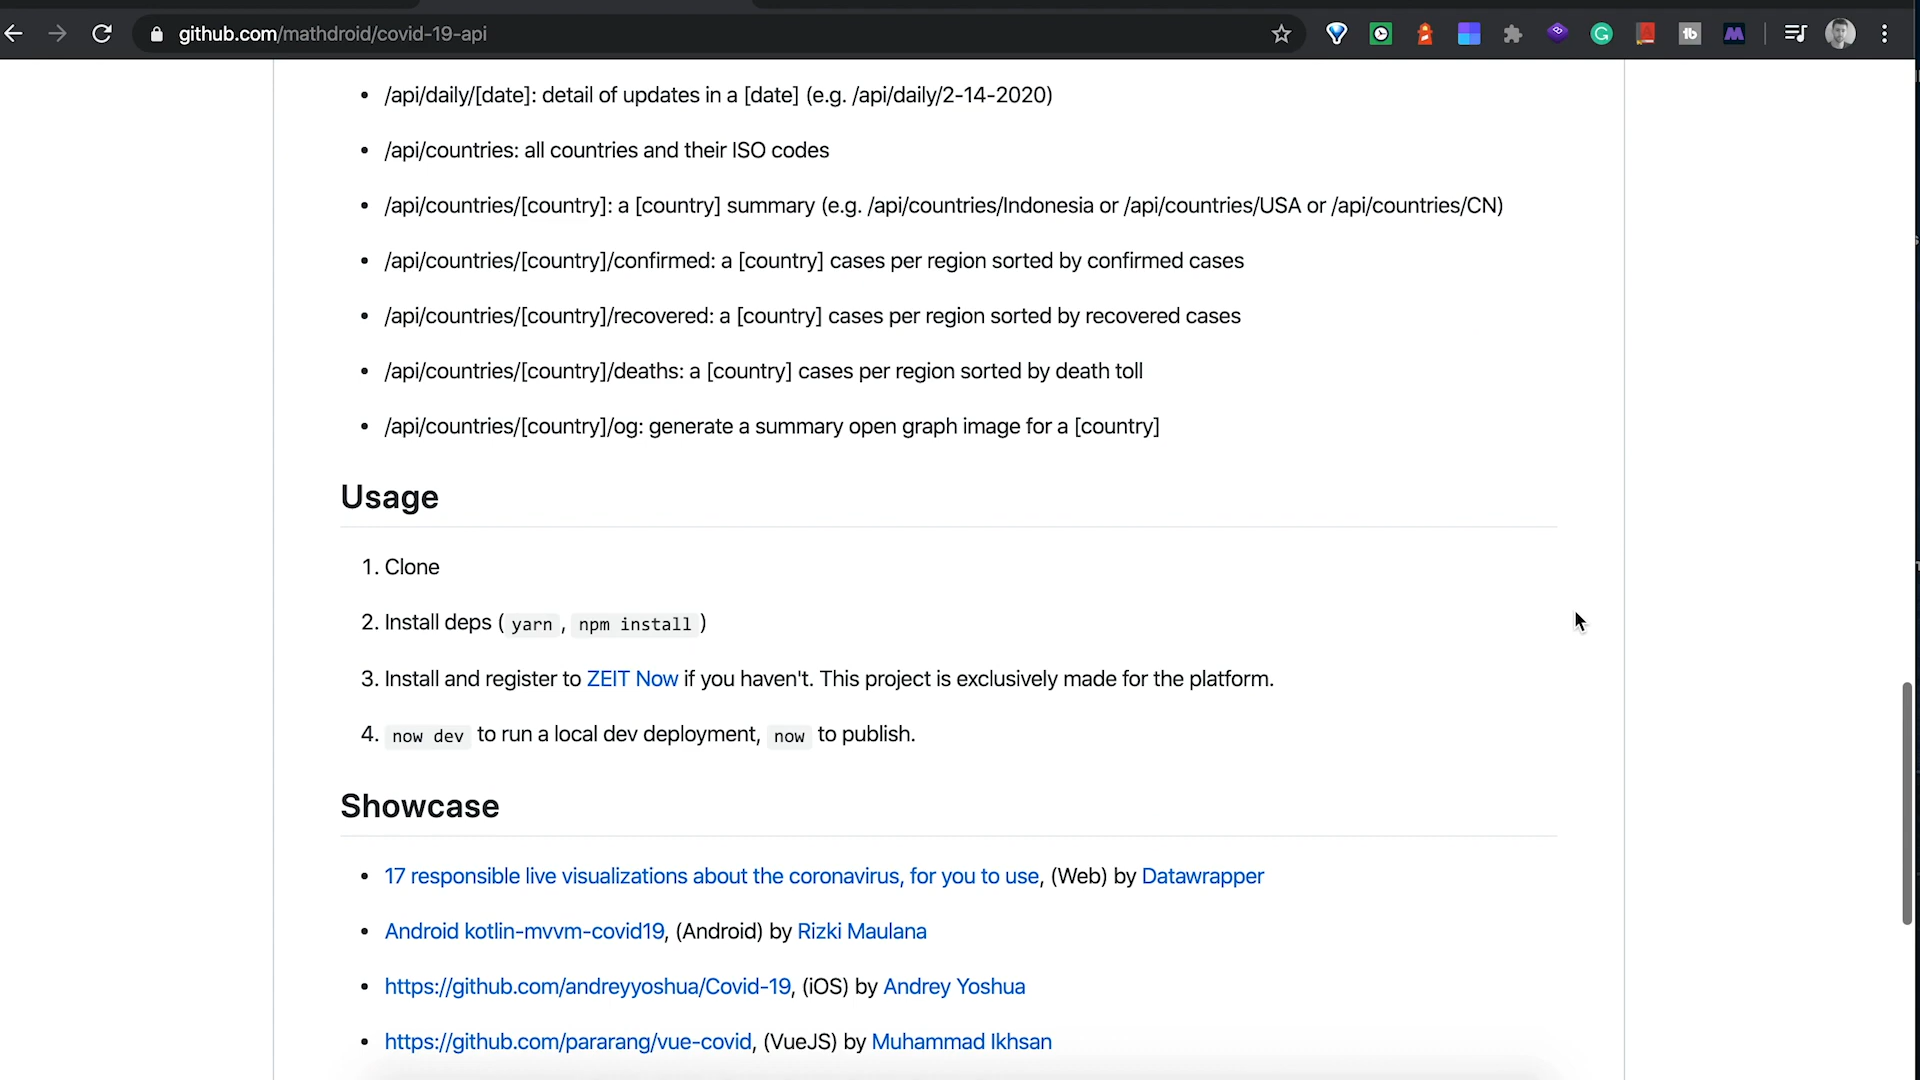 github.com/mathdroid/covid-19-api
• /api/daily/[date]: detail of updates in a [date] (e.g. /api/daily/2-14-2020)
• /api/countries: all countries and their ISO codes
• /api/countries/[country]: a [country] summary (e.g. /api/countries/Indonesia or /api/countries/USA or /api/countries/CN)
• /api/countries/[country]/confirmed: a [country] cases per region sorted by confirmed cases
• /api/countries/[country]/recovered: a [country] cases per region sorted by recovered cases
• /api/countries/[country]/deaths: a [country] cases per region sorted by death toll
• /api/countries/[country]/og: generate a summary open graph image for a [country]
Usage
1. Clone
2. Install deps ( yarn , npm install )
3. Install and register to ZEIT Now if you haven't. This project is exclusively made for the platform.
4. now dev to run a local dev deployment, now to publish.
Showcase
• 17 responsible live visualizations about the coronavirus, for you to use, (Web) by Datawrapper
• Android kotlin-mvvm-covid19, (Android) by Rizki Maulana
• https://github.com/andreyyoshua/Covid-19, (iOS) by Andrey Yoshua
• https://github.com/pararang/vue-covid, (VueJS) by Muhammad Ikhsan